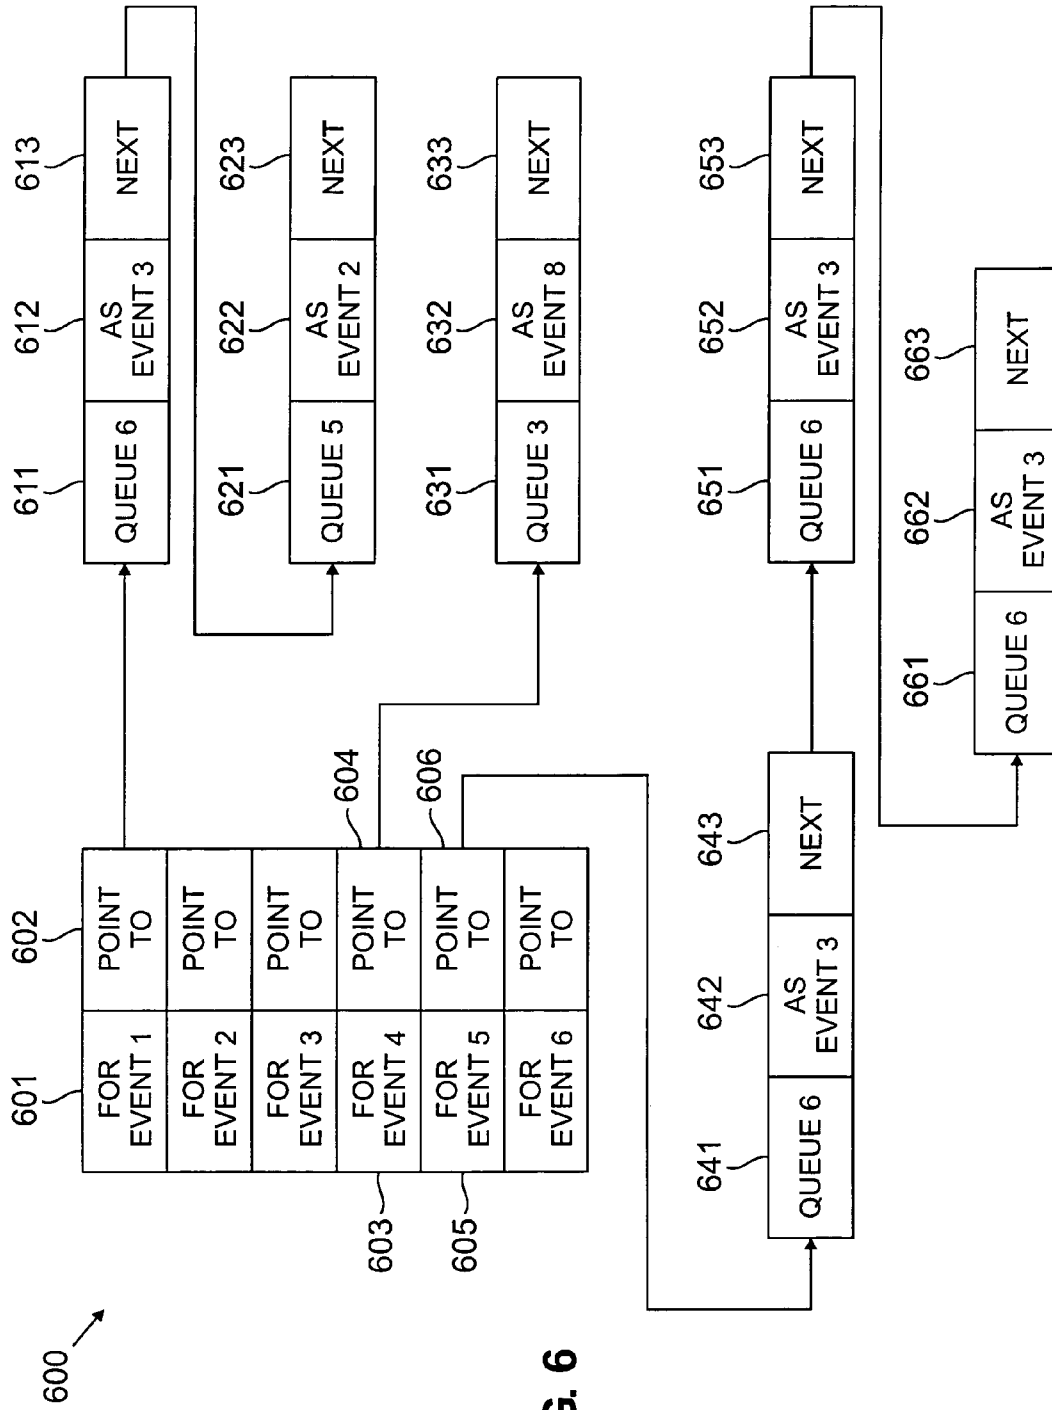 600
601
602
611
612
613
FOR
EVENT 1
POINT
TO
QUEUE 6
AS
EVENT 3
NEXT
FOR
EVENT 2
POINT
TO
FOR
EVENT 3
POINT
TO
621
622
623
QUEUE 5
AS
EVENT 2
NEXT
603
FOR
EVENT 4
POINT
TO
604
605
FOR
EVENT 5
POINT
TO
606
FOR
EVENT 6
POINT
TO
631
632
633
QUEUE 3
AS
EVENT 8
NEXT
G. 6
641
642
643
QUEUE 6
AS
EVENT 3
NEXT
651
652
653
QUEUE 6
AS
EVENT 3
NEXT
661
662
663
QUEUE 6
AS
EVENT 3
NEXT